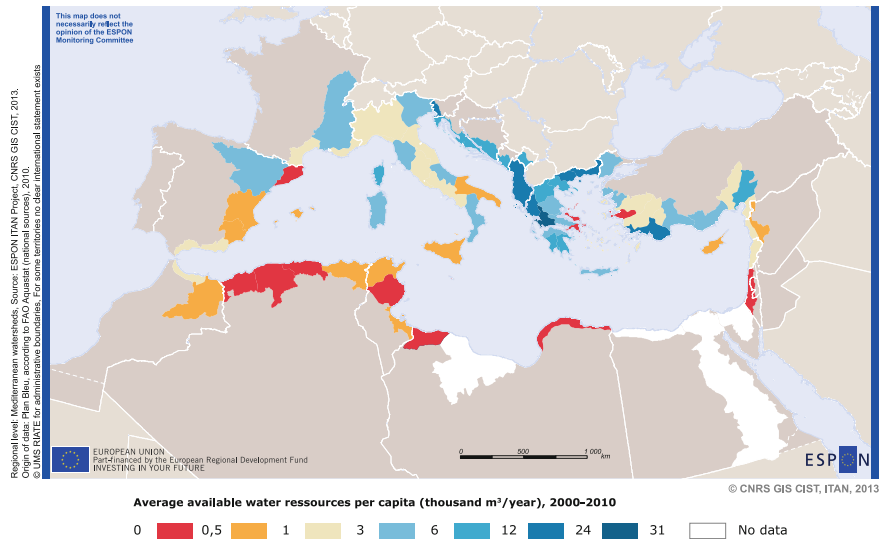 This map does not
necessarily reflect the
opinion of the ESPON
Monitoring Committee
Regional level: Mediterranean watersheds, Source: ESPON ITAN Project, CNRS GIS CIST, 2013.
Origin of data: Plan Bleu, according to FAO Aquastat (national sources), 2010.
© UMS RIATE for administrative boundaries, For some territories no clear international statement exists
EUROPEAN UNION
Part-financed by the European Regional Development Fund
INVESTING IN YOUR FUTURE
0 500 1 000
km
ESPON
© CNRS GIS CIST, ITAN, 2013
Average available water ressources per capita (thousand m³/year), 2000-2010
0 0,5 1 3 6 12 24 31 No data